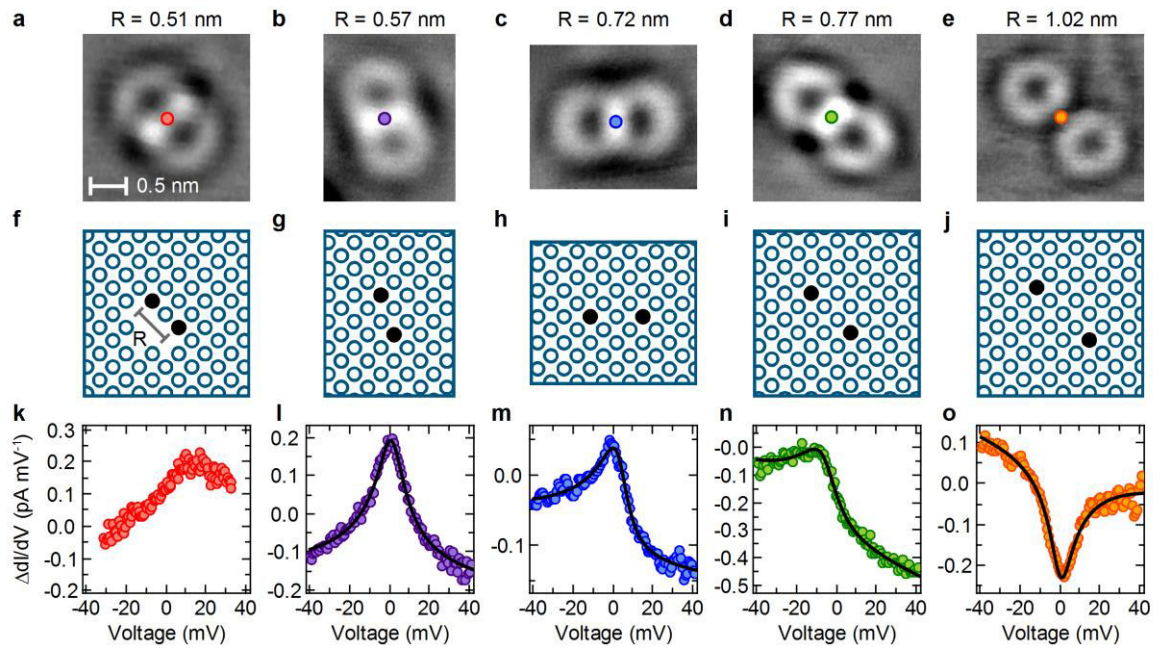 a b c d e
R = 0.51 nm R = 0.57 nm R = 0.72 nm R = 0.77 nm R = 1.02 nm
0.5 nm
f g h i j
R
k l m n o
ΔdI/dV (pA mV⁻¹)
0.3
0.2
0.1
0.0
-0.1
-0.2
0.2
0.1
0.0
-0.1
-0.2
0.0
-0.1
-0.0
-0.1
-0.2
-0.3
-0.4
-0.5
0.1
0.0
-0.1
-0.2
-40 -20 0 20 40 -40 -20 0 20 40 -40 -20 0 20 40 -40 -20 0 20 40 -40 -20 0 20 40
Voltage (mV) Voltage (mV) Voltage (mV) Voltage (mV) Voltage (mV)